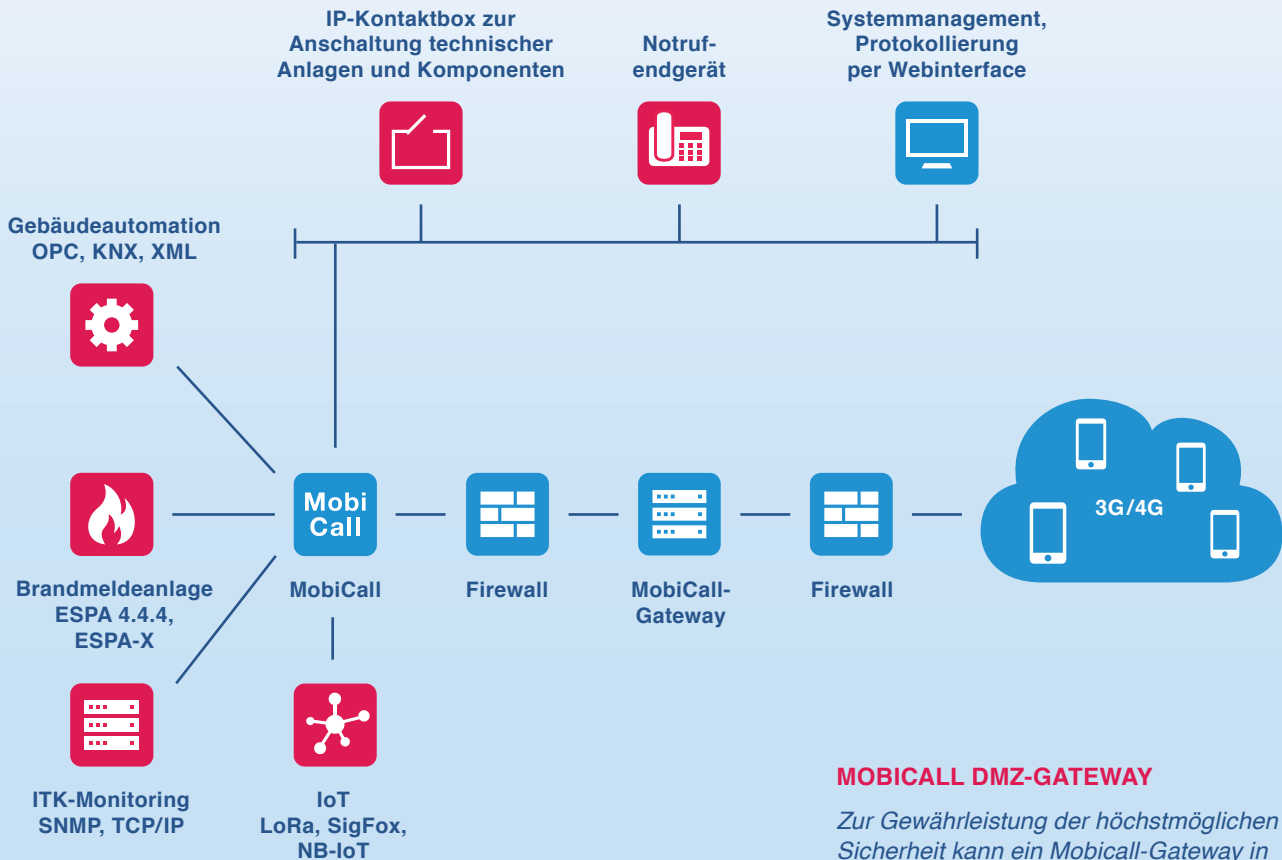 IP-Kontaktbox zur
Anschaltung technischer
Anlagen und Komponenten
Notruf-
endgerät
Systemmanagement,
Protokollierung
per Webinterface
Gebäudeautomation
OPC, KNX, XML
Brandmeldeanlage
ESPA 4.4.4,
ESPA-X
Mobi
Call
MobiCall
Firewall
MobiCall-
Gateway
Firewall
3G/4G
ITK-Monitoring
SNMP, TCP/IP
IoT
LoRa, SigFox,
NB-IoT
MOBICALL DMZ-GATEWAY
Zur Gewährleistung der höchstmöglichen
Sicherheit kann ein Mobicall-Gateway in